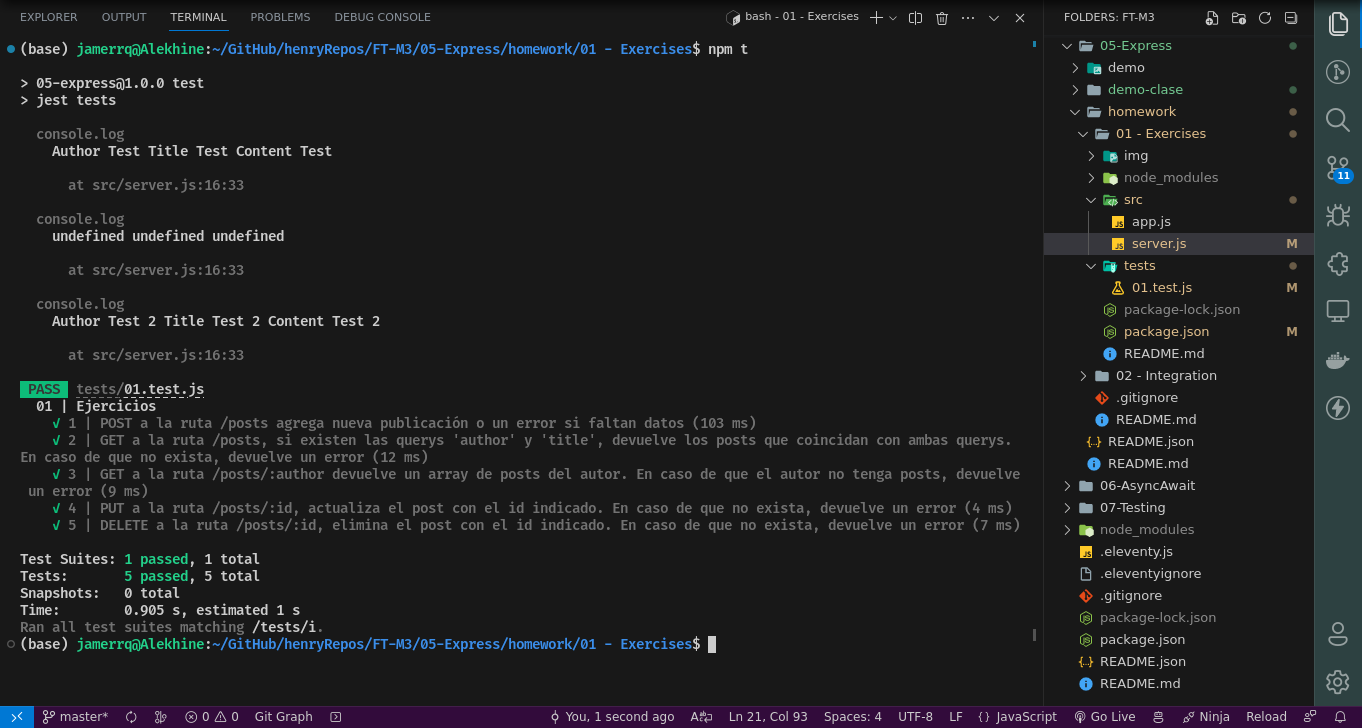 EXPLORER OUTPUT TERMINAL PROBLEMS DEBUG CONSOLE bash - 01 - Exercises FOLDERS: FT-M3
(base) jamerrq@Alekhine:~/GitHub/henryRepos/FT-M3/05-Express/homework/01 - Exercises$ npm t
> 05-express@1.0.0 test
> jest tests
console.log
Author Test Title Test Content Test
at src/server.js:16:33
console.log
undefined undefined undefined
at src/server.js:16:33
console.log
Author Test 2 Title Test 2 Content Test 2
at src/server.js:16:33
PASS tests/01.test.js
01 | Ejercicios
√ 1 | POST a la ruta /posts agrega nueva publicación o un error si faltan datos (103 ms)
√ 2 | GET a la ruta /posts, si existen las querys 'author' y 'title', devuelve los posts que coincidan con ambas querys.
En caso de que no exista, devuelve un error (12 ms)
√ 3 | GET a la ruta /posts/:author devuelve un array de posts del autor. En caso de que el autor no tenga posts, devuelve
un error (9 ms)
√ 4 | PUT a la ruta /posts/:id, actualiza el post con el id indicado. En caso de que no exista, devuelve un error (4 ms)
√ 5 | DELETE a la ruta /posts/:id, elimina el post con el id indicado. En caso de que no exista, devuelve un error (7 ms)
Test Suites: 1 passed, 1 total
Tests: 5 passed, 5 total
Snapshots: 0 total
Time: 0.905 s, estimated 1 s
Ran all test suites matching /tests/i.
(base) jamerrq@Alekhine:~/GitHub/henryRepos/FT-M3/05-Express/homework/01 - Exercises$
05-Express
demo
demo-clase
homework
01 - Exercises
img
node_modules
src
app.js
server.js M
tests
01.test.js M
package-lock.json
package.json M
README.md
02 - Integration
.gitignore
README.md
README.json
README.md
06-AsyncAwait
07-Testing
node_modules
.eleventy.js
.eleventyignore
.gitignore
package-lock.json
package.json
README.json
README.md
11
master* 0 0 Git Graph You, 1 second ago Ln 21, Col 93 Spaces: 4 UTF-8 LF {} JavaScript Go Live Ninja Reload